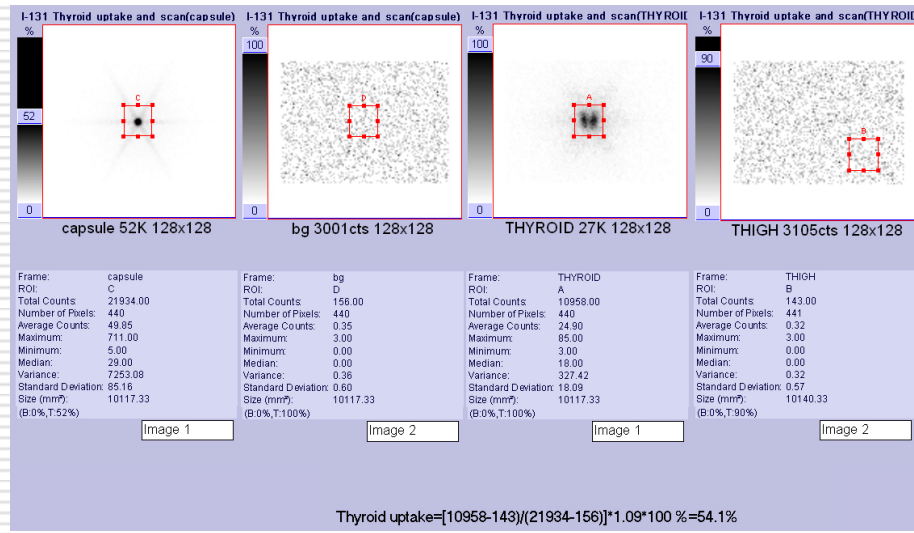 I-131 Thyroid uptake and scan(capsule)
%
52
0
C
capsule 52K 128x128
I-131 Thyroid uptake and scan(capsule)
%
100
0
D
bg 3001cts 128x128
I-131 Thyroid uptake and scan(THYROID
%
100
0
A
THYROID 27K 128x128
I-131 Thyroid uptake and scan(THYROID
%
90
0
B
THIGH 3105cts 128x128
Frame: capsule
ROI: C
Total Counts: 21934.00
Number of Pixels: 440
Average Counts: 49.85
Maximum: 711.00
Minimum: 5.00
Median: 29.00
Variance: 7253.08
Standard Deviation: 85.16
Size (mm²): 10117.33
(B:0%,T:52%)
Image 1
Frame: bg
ROI: D
Total Counts: 156.00
Number of Pixels: 440
Average Counts: 0.35
Maximum: 3.00
Minimum: 0.00
Median: 0.00
Variance: 0.36
Standard Deviation: 0.60
Size (mm²): 10117.33
(B:0%,T:100%)
Image 2
Frame: THYROID
ROI: A
Total Counts: 10958.00
Number of Pixels: 440
Average Counts: 24.90
Maximum: 85.00
Minimum: 3.00
Median: 18.00
Variance: 327.42
Standard Deviation: 18.09
Size (mm²): 10117.33
(B:0%,T:100%)
Image 1
Frame: THIGH
ROI: B
Total Counts: 143.00
Number of Pixels: 441
Average Counts: 0.32
Maximum: 3.00
Minimum: 0.00
Median: 0.00
Variance: 0.32
Standard Deviation: 0.57
Size (mm²): 10140.33
(B:0%,T:90%)
Image 2
Thyroid uptake=[10958-143)/(21934-156)]*1.09*100 %=54.1%